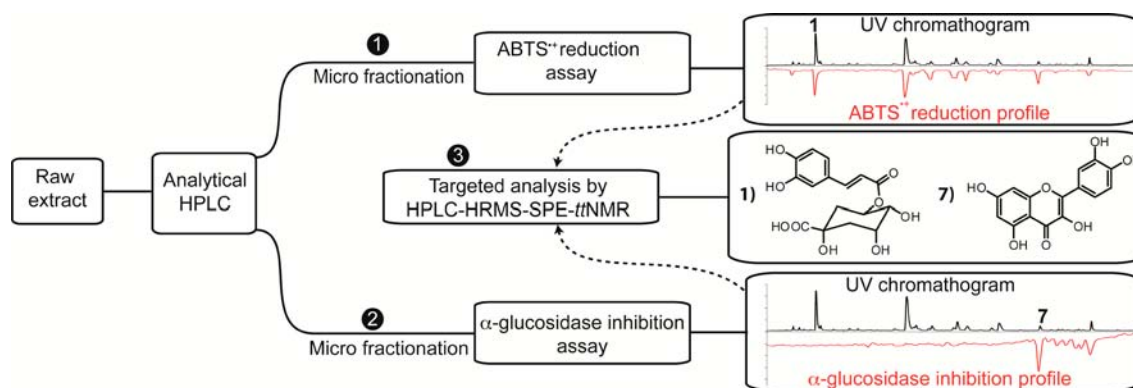 Raw
extract
Analytical
HPLC
1
Micro fractionation
ABTS•+ reduction
assay
1
UV chromathogram
ABTS•+ reduction profile
3
Targeted analysis by
HPLC-HRMS-SPE-ttNMR
1)
HO
HO
O
O
OH
HOOC
OH
OH
7)
OH
O
HO
O
OH
OH
O
2
Micro fractionation
α-glucosidase inhibition
assay
UV chromatogram
7
α-glucosidase inhibition profile